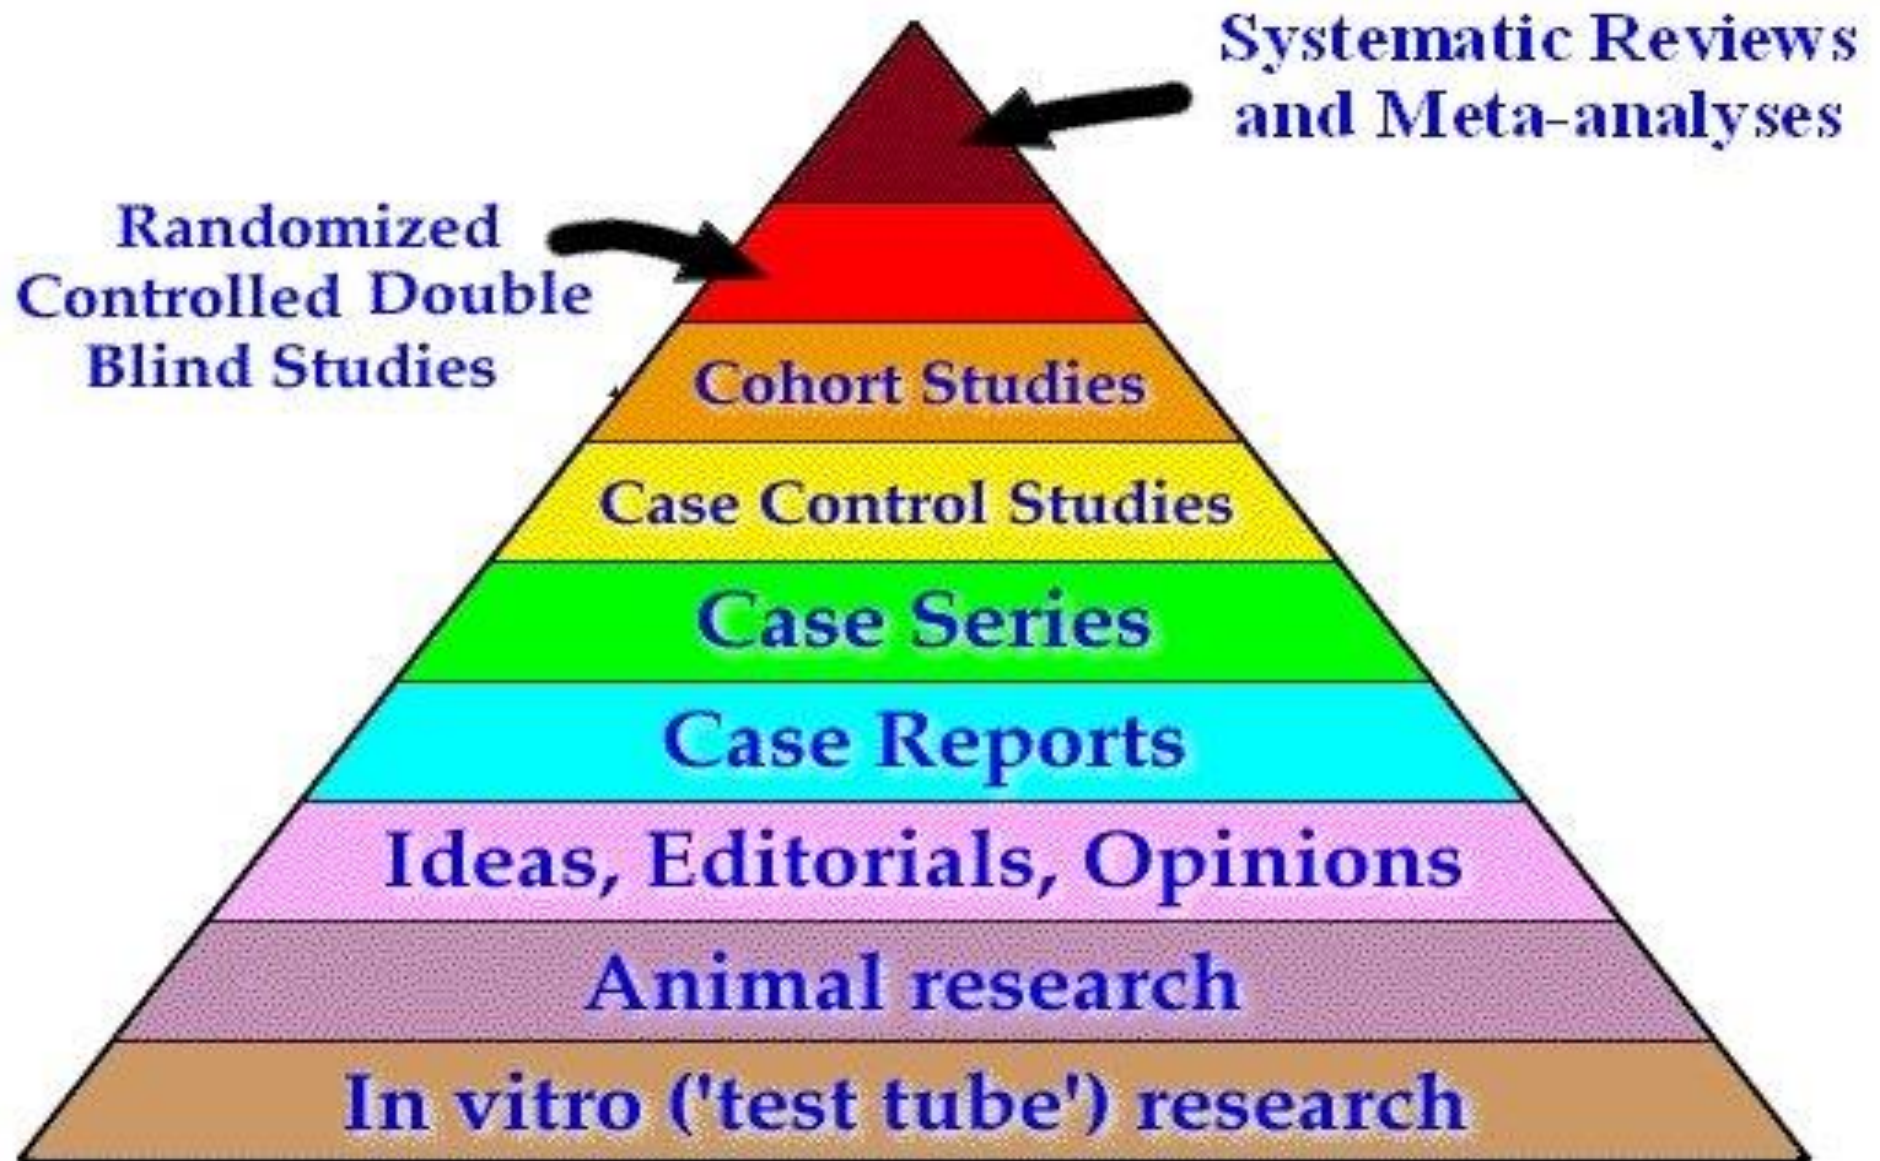 Systematic Reviews
and Meta-analyses
Randomized
Controlled Double
Blind Studies
Cohort Studies
Case Control Studies
Case Series
Case Reports
Ideas, Editorials, Opinions
Animal research
In vitro ('test tube') research